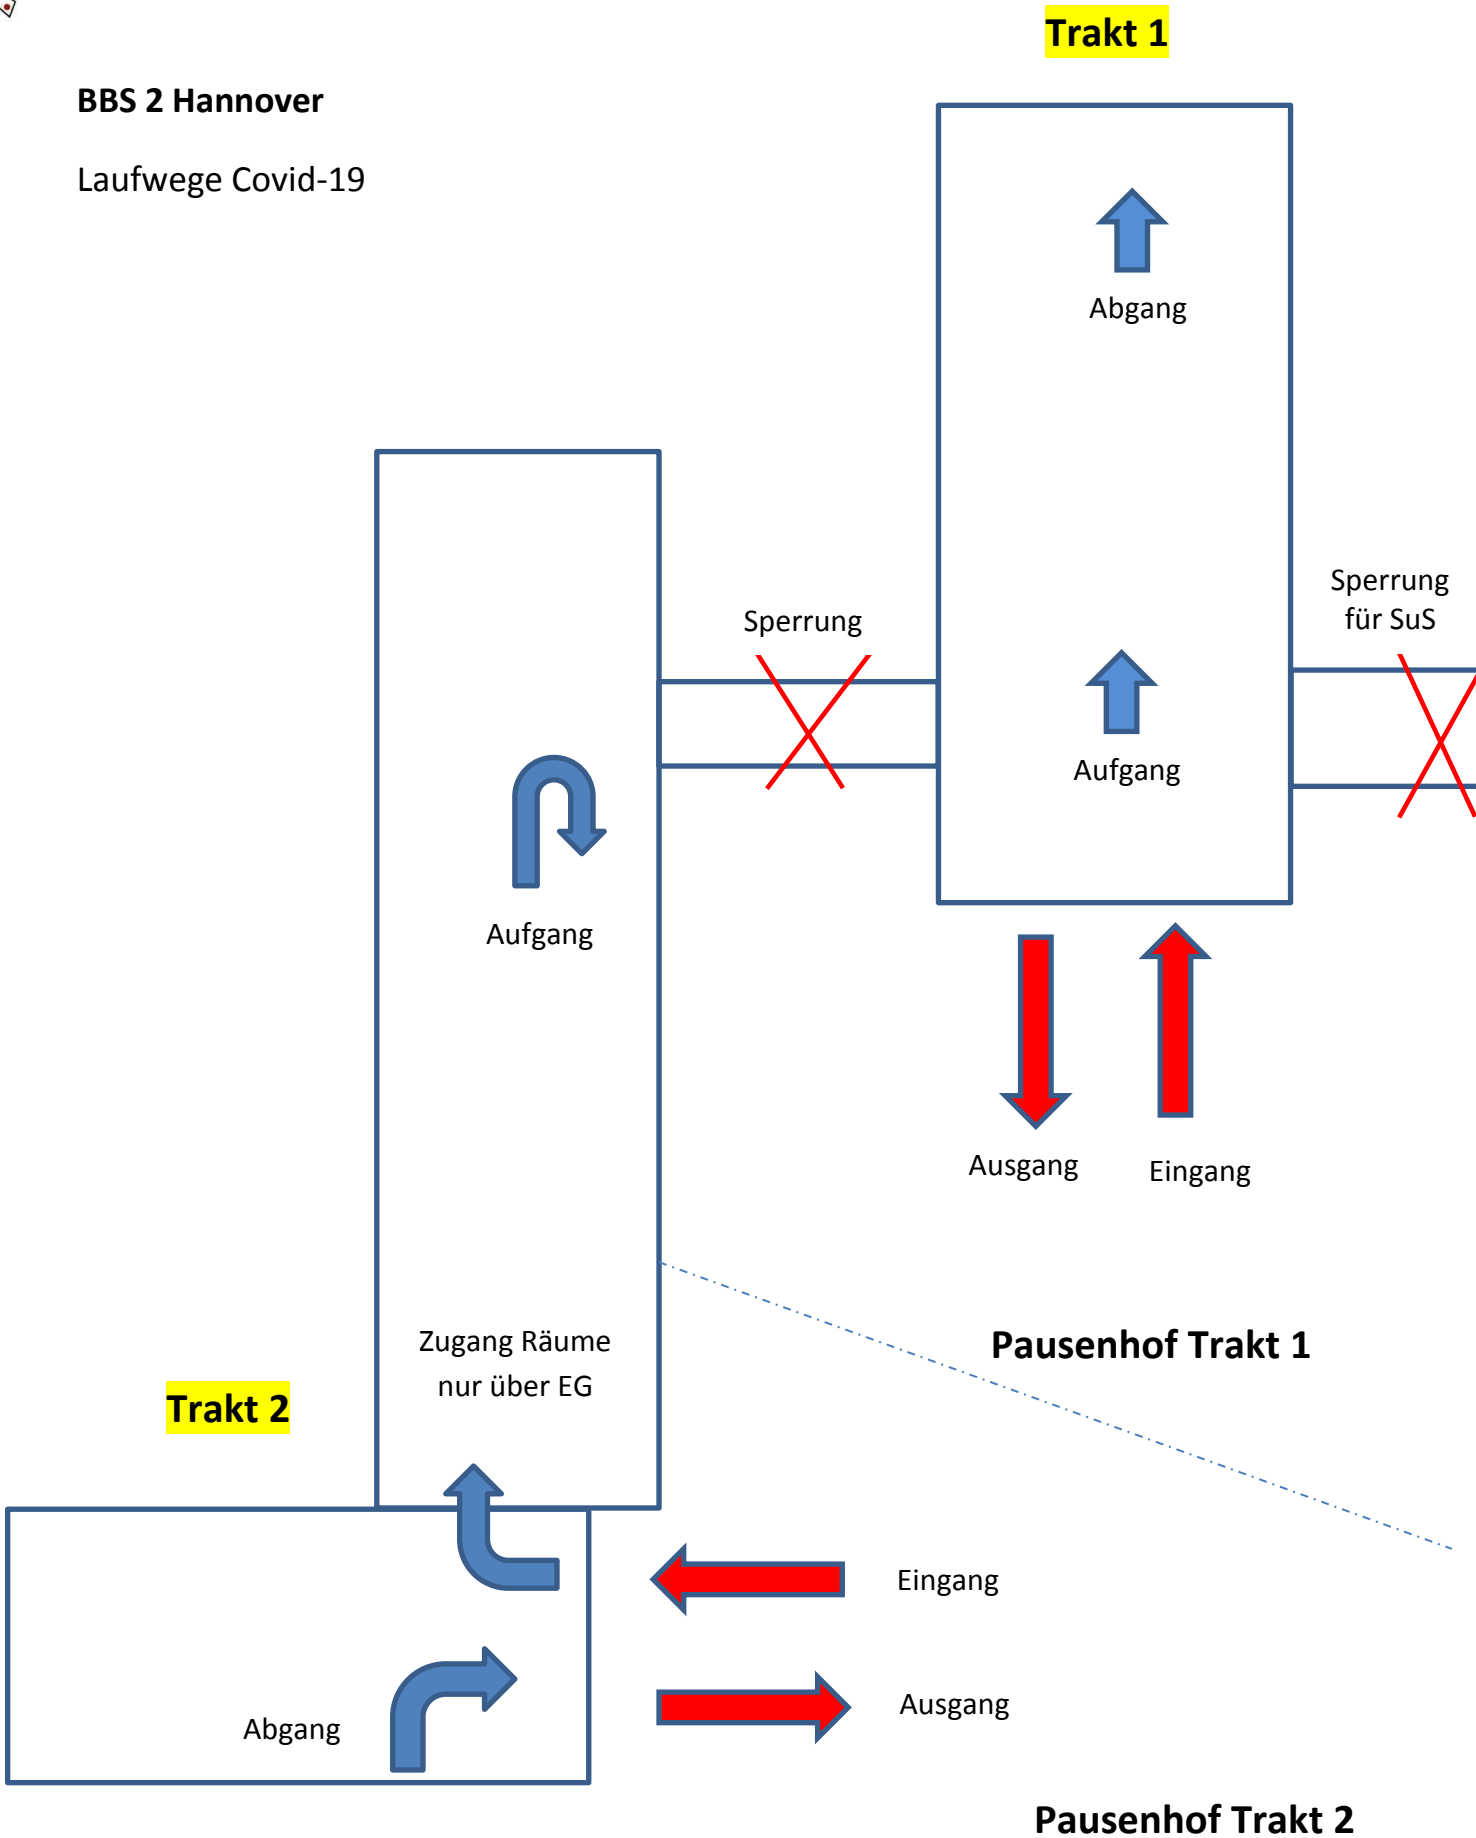 Trakt 1
BBS 2 Hannover
Laufwege Covid-19
Abgang
Sperrung
für SuS
Sperrung
Aufgang
Aufgang
Ausgang
Eingang
Zugang Räume
nur über EG
Pausenhof Trakt 1
Trakt 2
Eingang
Ausgang
Abgang
Pausenhof Trakt 2